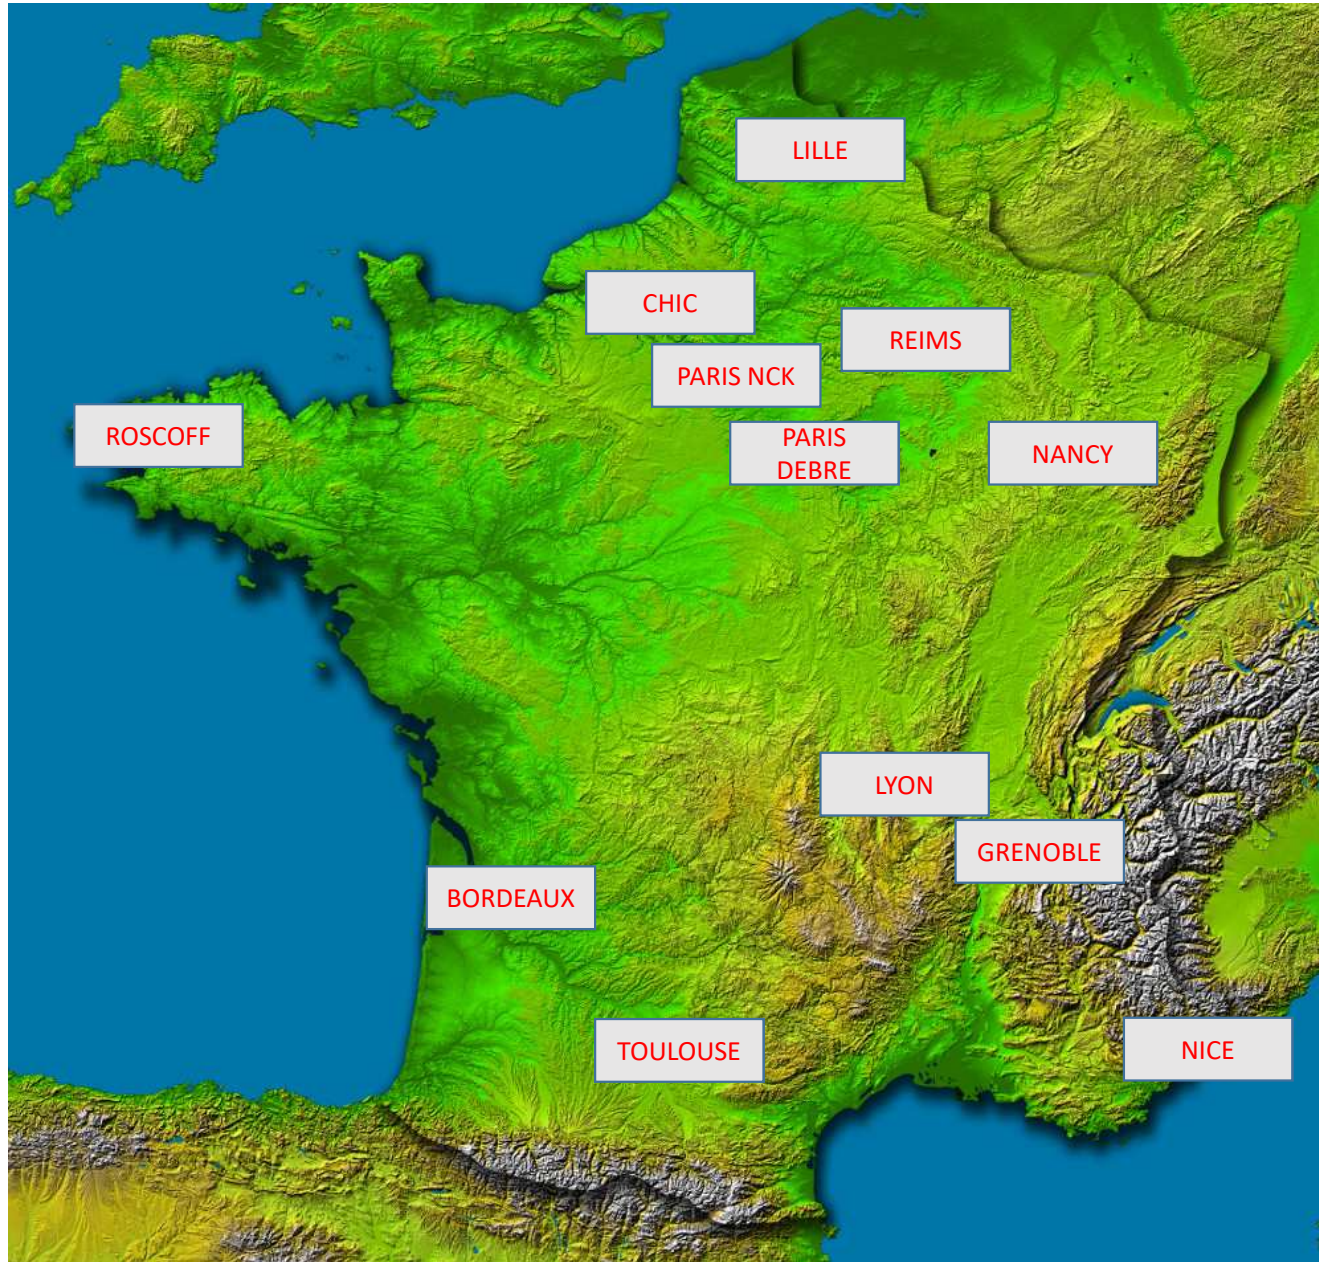 LILLE
CHIC
REIMS
PARIS NCK
ROSCOFF
PARIS
DEBRE
NANCY
LYON
GRENOBLE
BORDEAUX
TOULOUSE
NICE